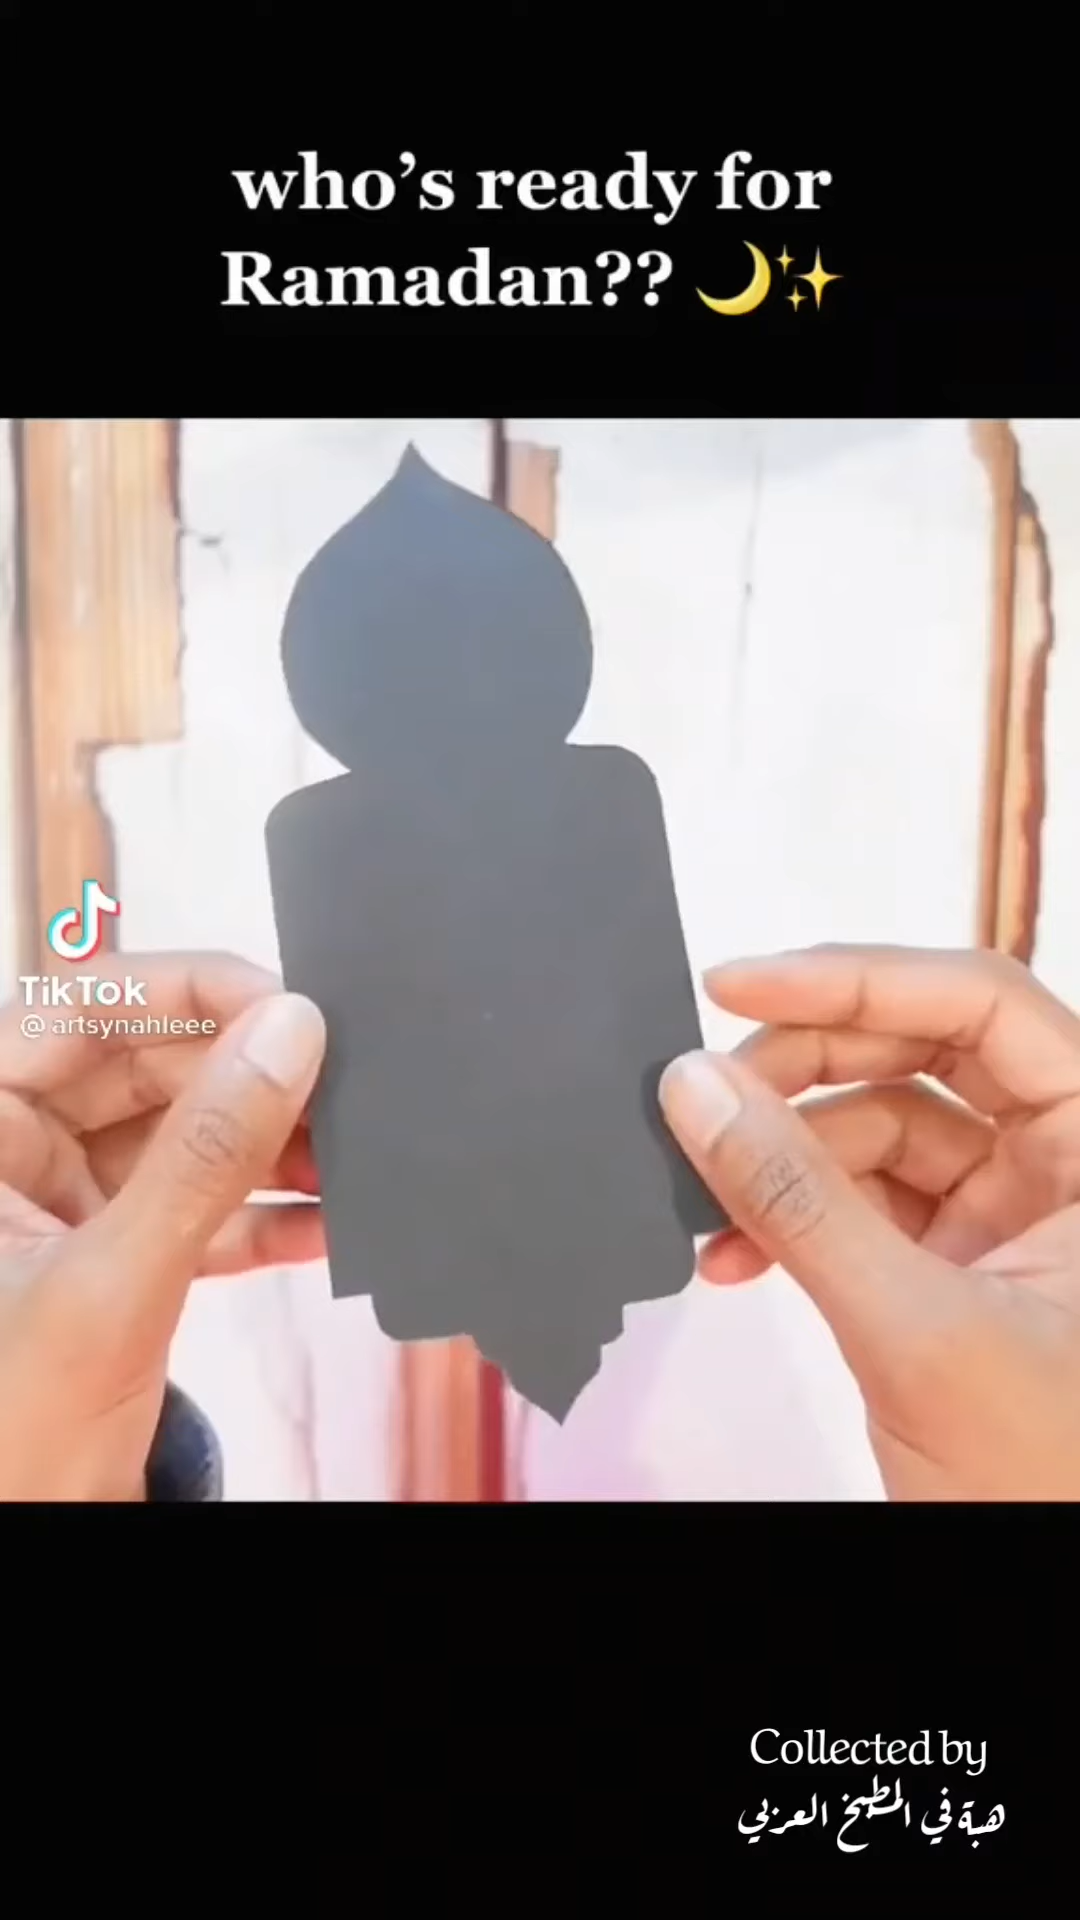 who's ready for
Ramadan?? 🌙✨
TikTok
@artsynahleee
Collected by
هبة في المطبخ العربي